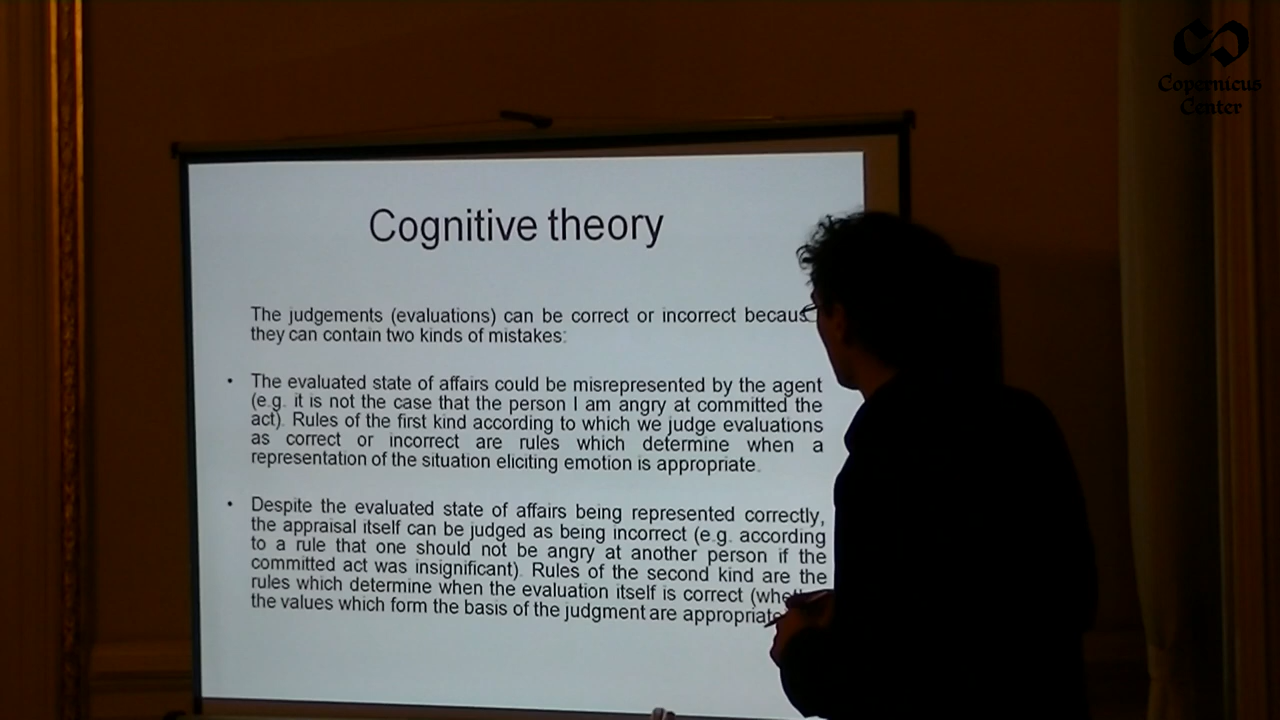 Copernicus
Center
Cognitive theory
The judgements (evaluations) can be correct or incorrect
they can contain two kinds of mistakes:
• The evaluated state of affairs could be misrepresented by the agent
(e.g. it is not the case that the person I am angry at committed the
act). Rules of the first kind according to which we judge evaluations
as correct or incorrect are rules which determine when a
representation of the situation eliciting emotion is appropriate.
• Despite the evaluated state of affairs being represented correctly,
the appraisal itself can be judged as being incorrect (e.g. according
to a rule that one should not be angry at another person if the
committed act was insignificant). Rules of the second kind are the
rules which determine when the evaluation itself is correct
the values which form the basis of the judgment are appropriate